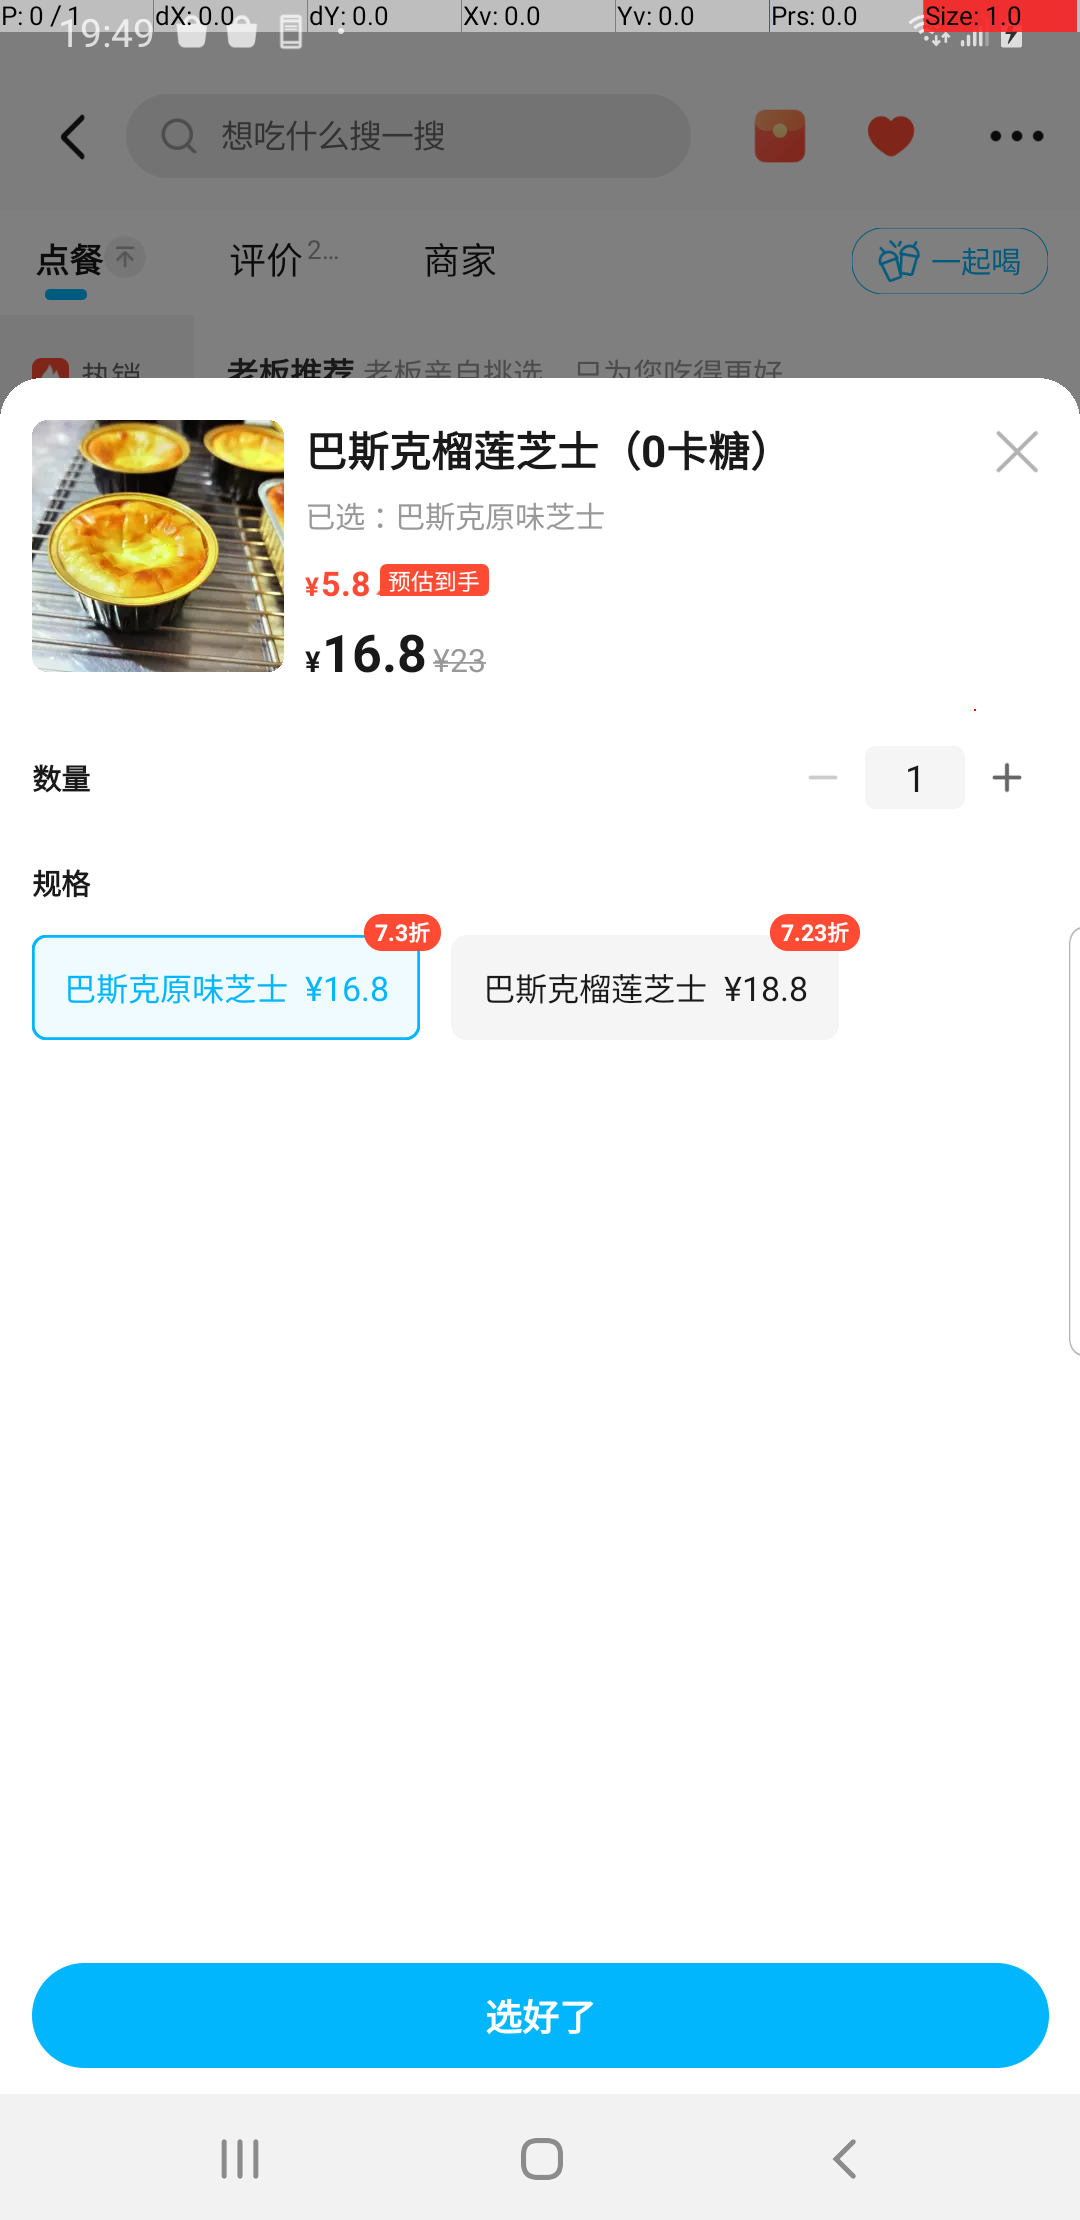 P: 0 / 1 dX: 0.0 dY: 0.0 Xv: 0.0 Yv: 0.0 Prs: 0.0 Size: 1.0
19:49
想吃什么搜一搜
点餐 评价 2... 商家 一起喝
热销 老板推荐 老板亲自挑选，只为您吃得更好
巴斯克榴莲芝士（0卡糖）
已选：巴斯克原味芝士
¥5.8 预估到手
¥16.8 ¥23
数量 1
规格
7.3折 7.23折
巴斯克原味芝士 ¥16.8 巴斯克榴莲芝士 ¥18.8
选好了